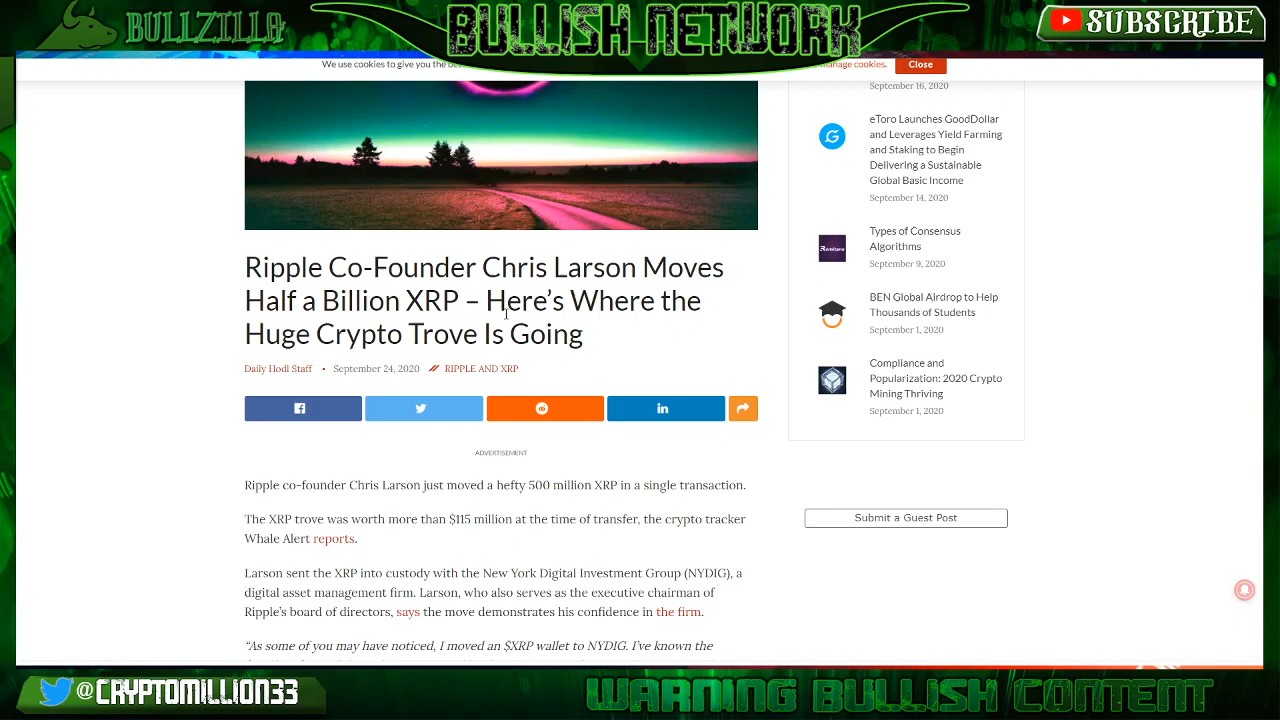 BULLZILLA
BULLISH NETWORK
SUBSCRIBE
We use cookies to give you the
manage cookies.
Close
September 16, 2020
eToro Launches GoodDollar
and Leverages Yield Farming
and Staking to Begin
Delivering a Sustainable
Global Basic Income
September 14, 2020
Types of Consensus
Algorithms
September 9, 2020
BEN Global Airdrop to Help
Thousands of Students
September 1, 2020
Compliance and
Popularization: 2020 Crypto
Mining Thriving
September 1, 2020
Submit a Guest Post
Ripple Co-Founder Chris Larson Moves
Half a Billion XRP – Here’s Where the
Huge Crypto Trove Is Going
Daily Hodl Staff • September 24, 2020 // RIPPLE AND XRP
ADVERTISEMENT
Ripple co-founder Chris Larson just moved a hefty 500 million XRP in a single transaction.
The XRP trove was worth more than $115 million at the time of transfer, the crypto tracker
Whale Alert reports.
Larson sent the XRP into custody with the New York Digital Investment Group (NYDIG), a
digital asset management firm. Larson, who also serves as the executive chairman of
Ripple’s board of directors, says the move demonstrates his confidence in the firm.
“As some of you may have noticed, I moved an $XRP wallet to NYDIG. I’ve known the
@CRYPTOMILLION33
WARNING BULLISH CONTENT